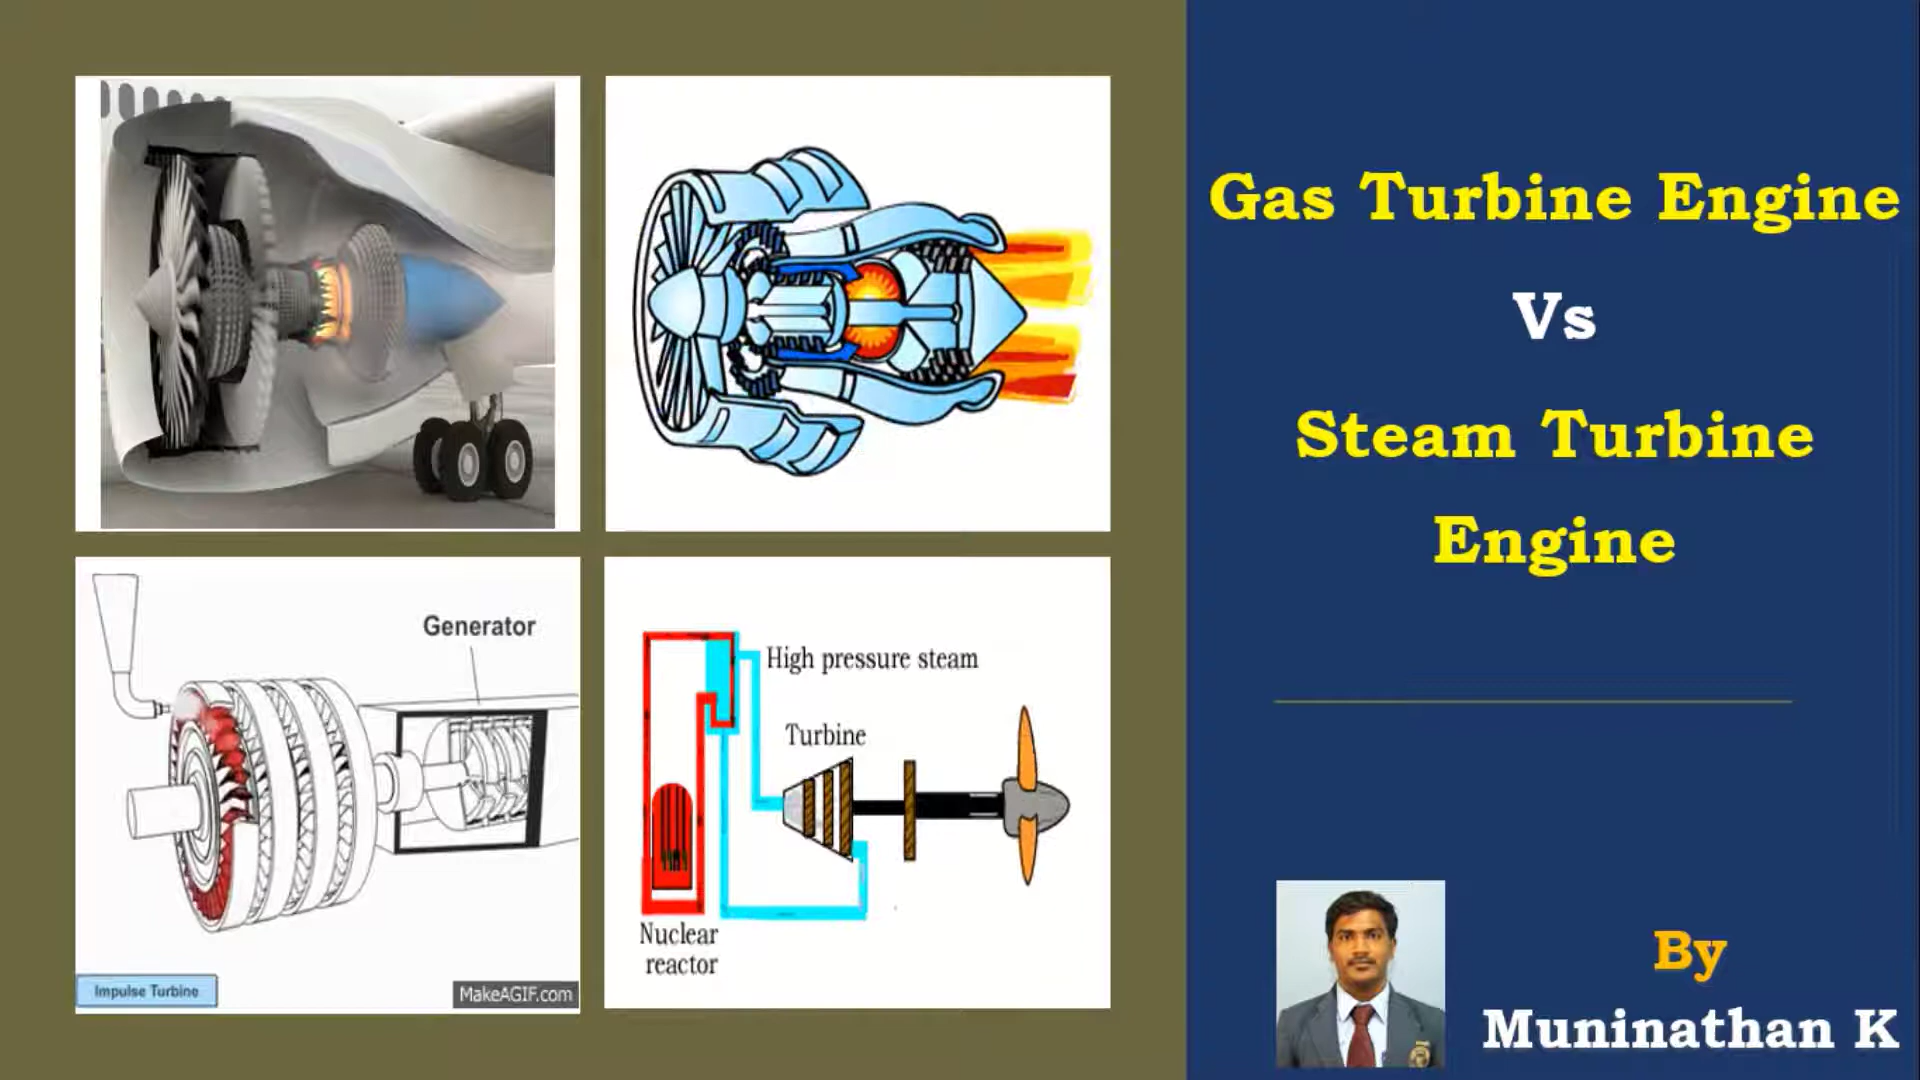 Gas Turbine Engine
Vs
Steam Turbine
Engine
Generator
Impulse Turbine
MakeAGIF.com
High pressure steam
Turbine
Nuclear
reactor
By
Muninathan K